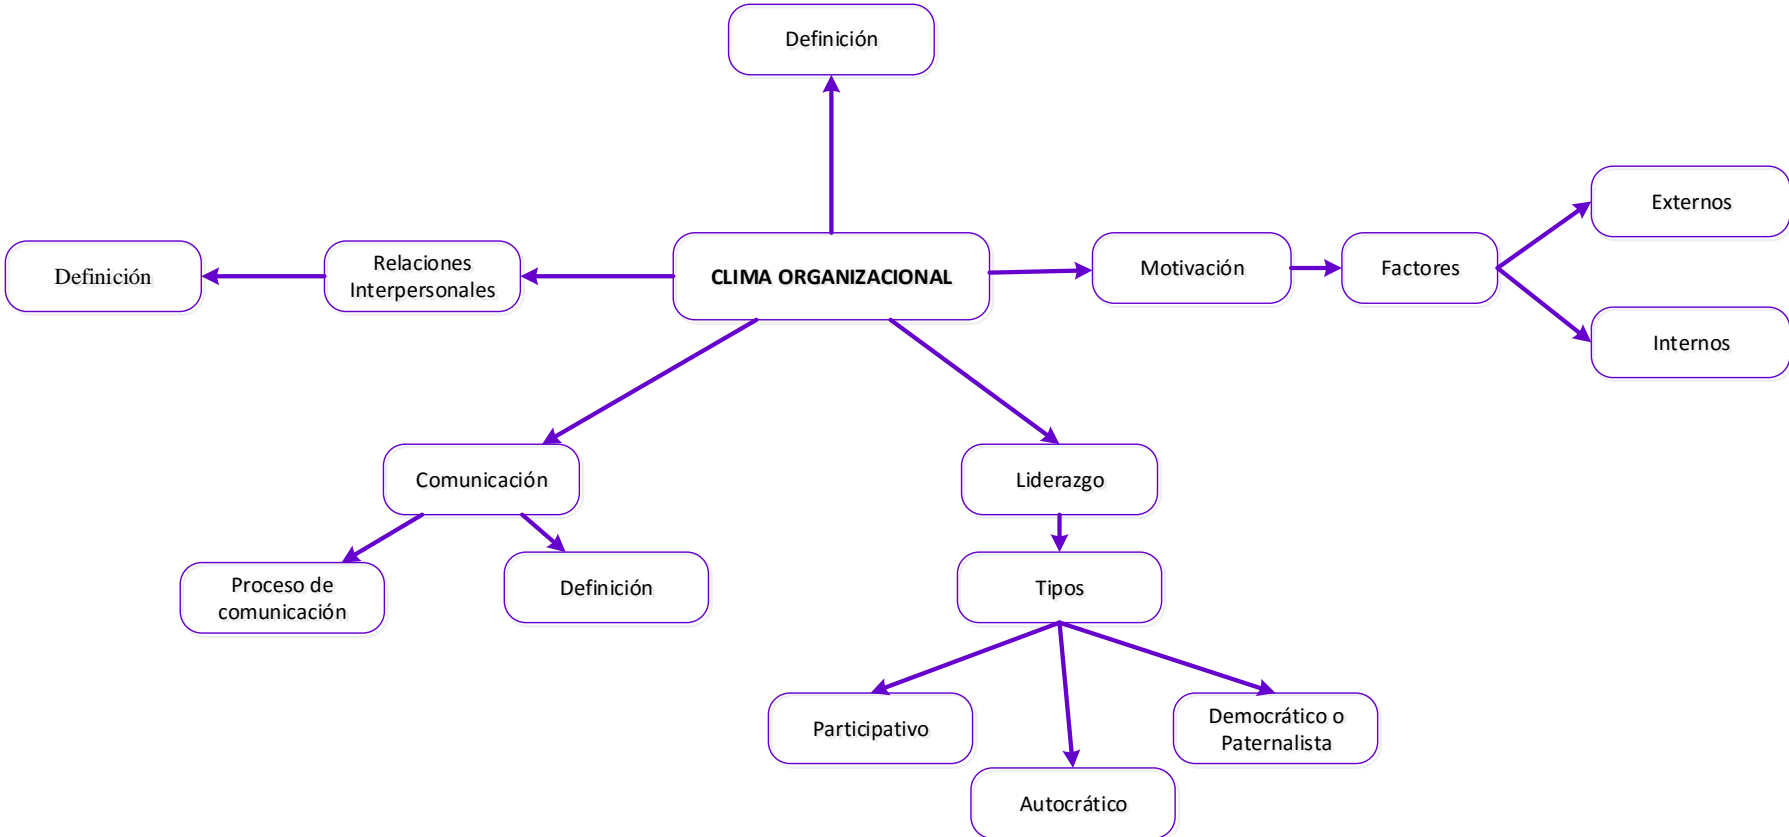 Definición
Externos
Definición
Relaciones
Interpersonales
CLIMA ORGANIZACIONAL
Motivación
Factores
Internos
Comunicación
Liderazgo
Proceso de
comunicación
Definición
Tipos
Participativo
Democrático o
Paternalista
Autocrático